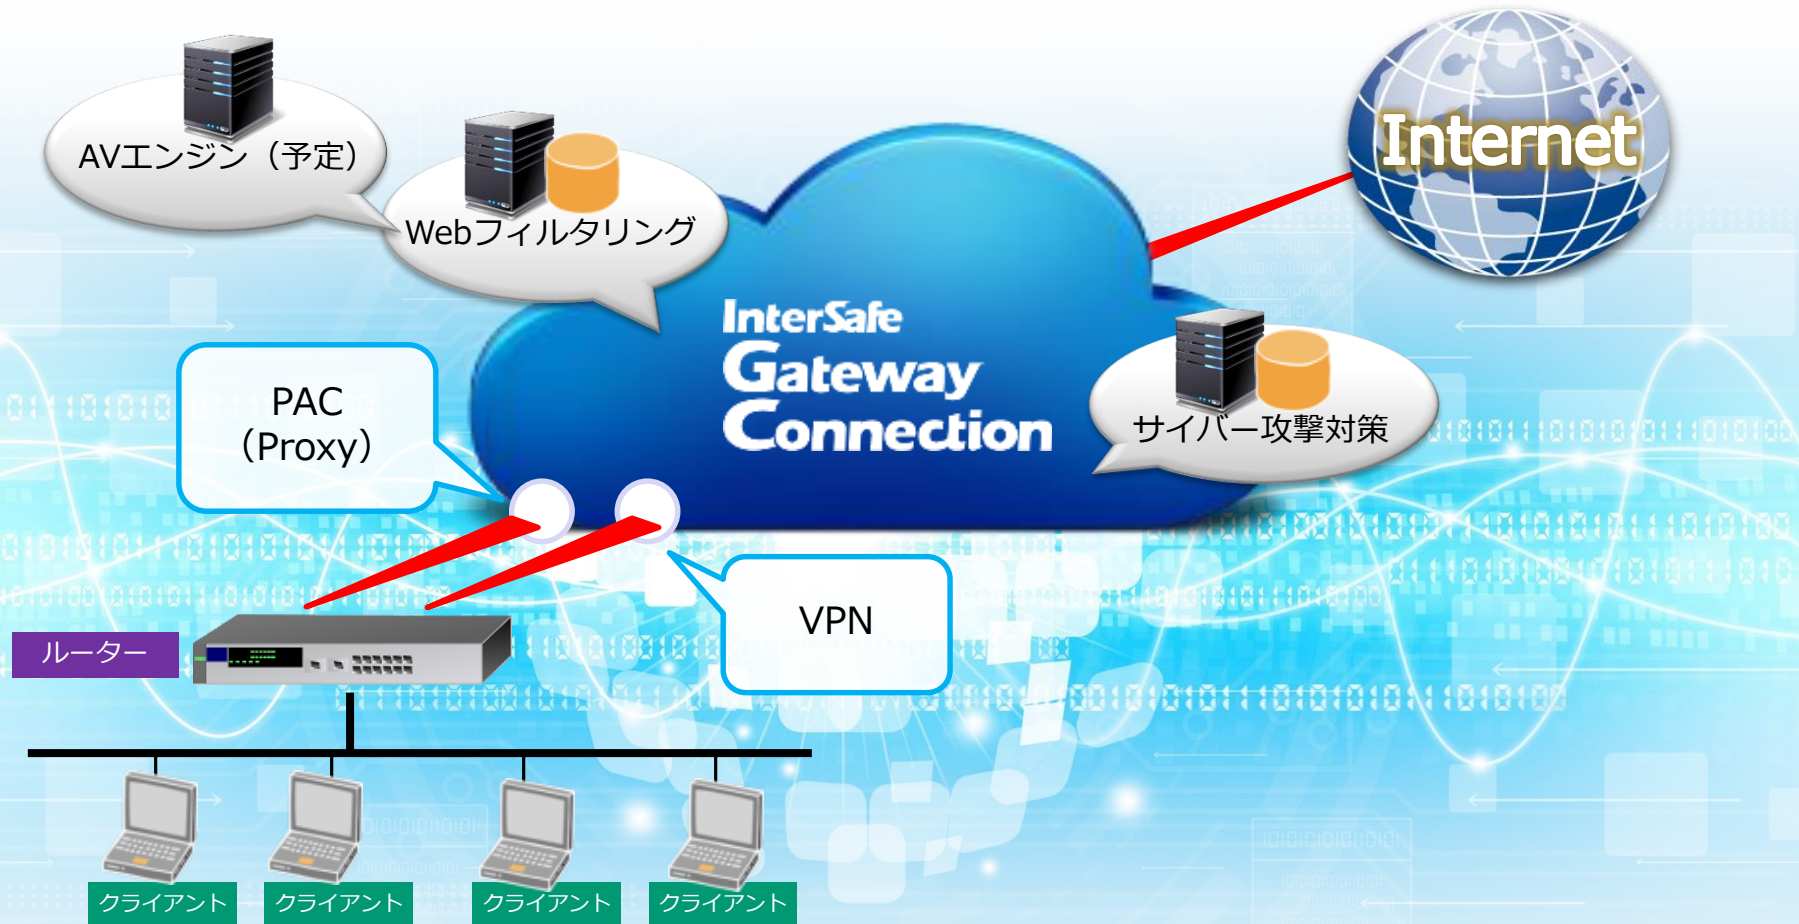 AVエンジン（予定）
Webフィルタリング
Internet
InterSafe
Gateway
Connection
サイバー攻撃対策
PAC
（Proxy）
VPN
ルーター
クライアント
クライアント
クライアント
クライアント